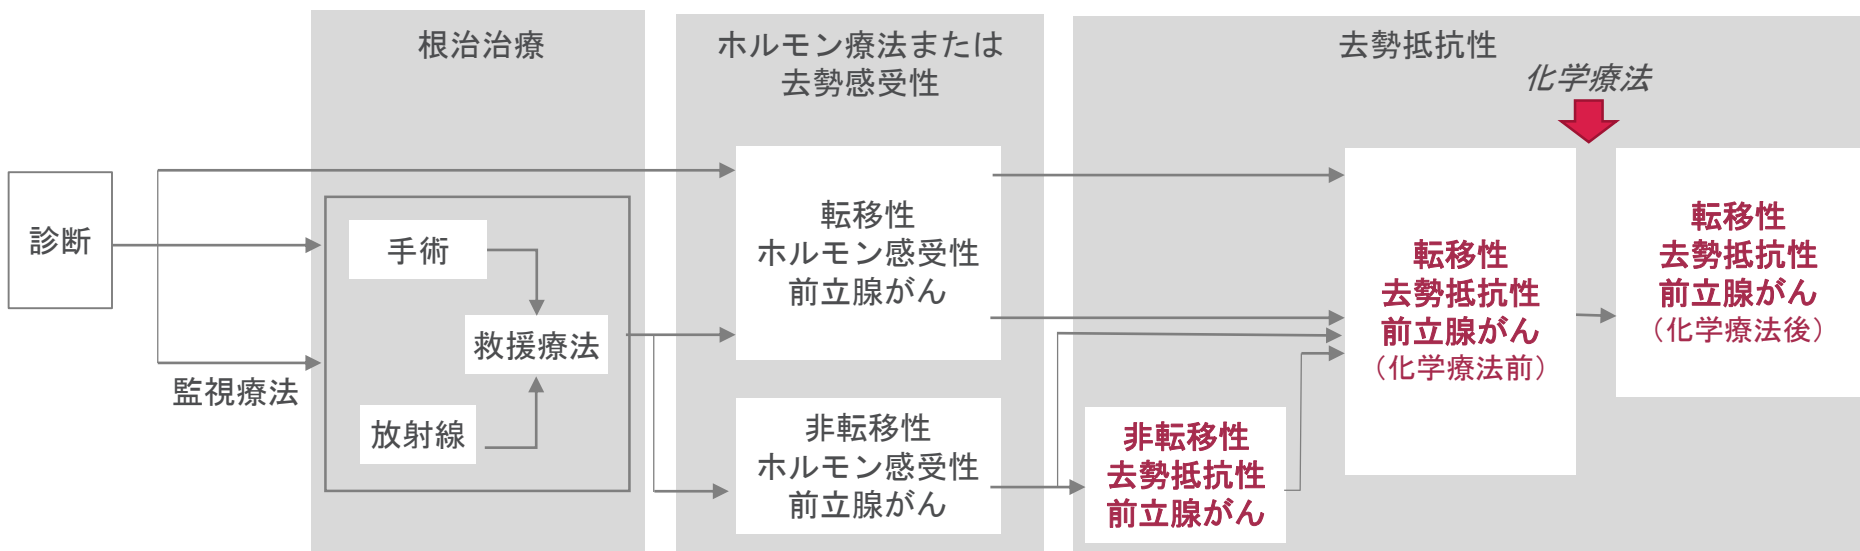 根治治療
ホルモン療法または
去勢感受性
去勢抵抗性
化学療法
診断
監視療法
手術
救援療法
放射線
転移性
ホルモン感受性
前立腺がん
非転移性
ホルモン感受性
前立腺がん
非転移性
去勢抵抗性
前立腺がん
転移性
去勢抵抗性
前立腺がん
（化学療法前）
転移性
去勢抵抗性
前立腺がん
（化学療法後）